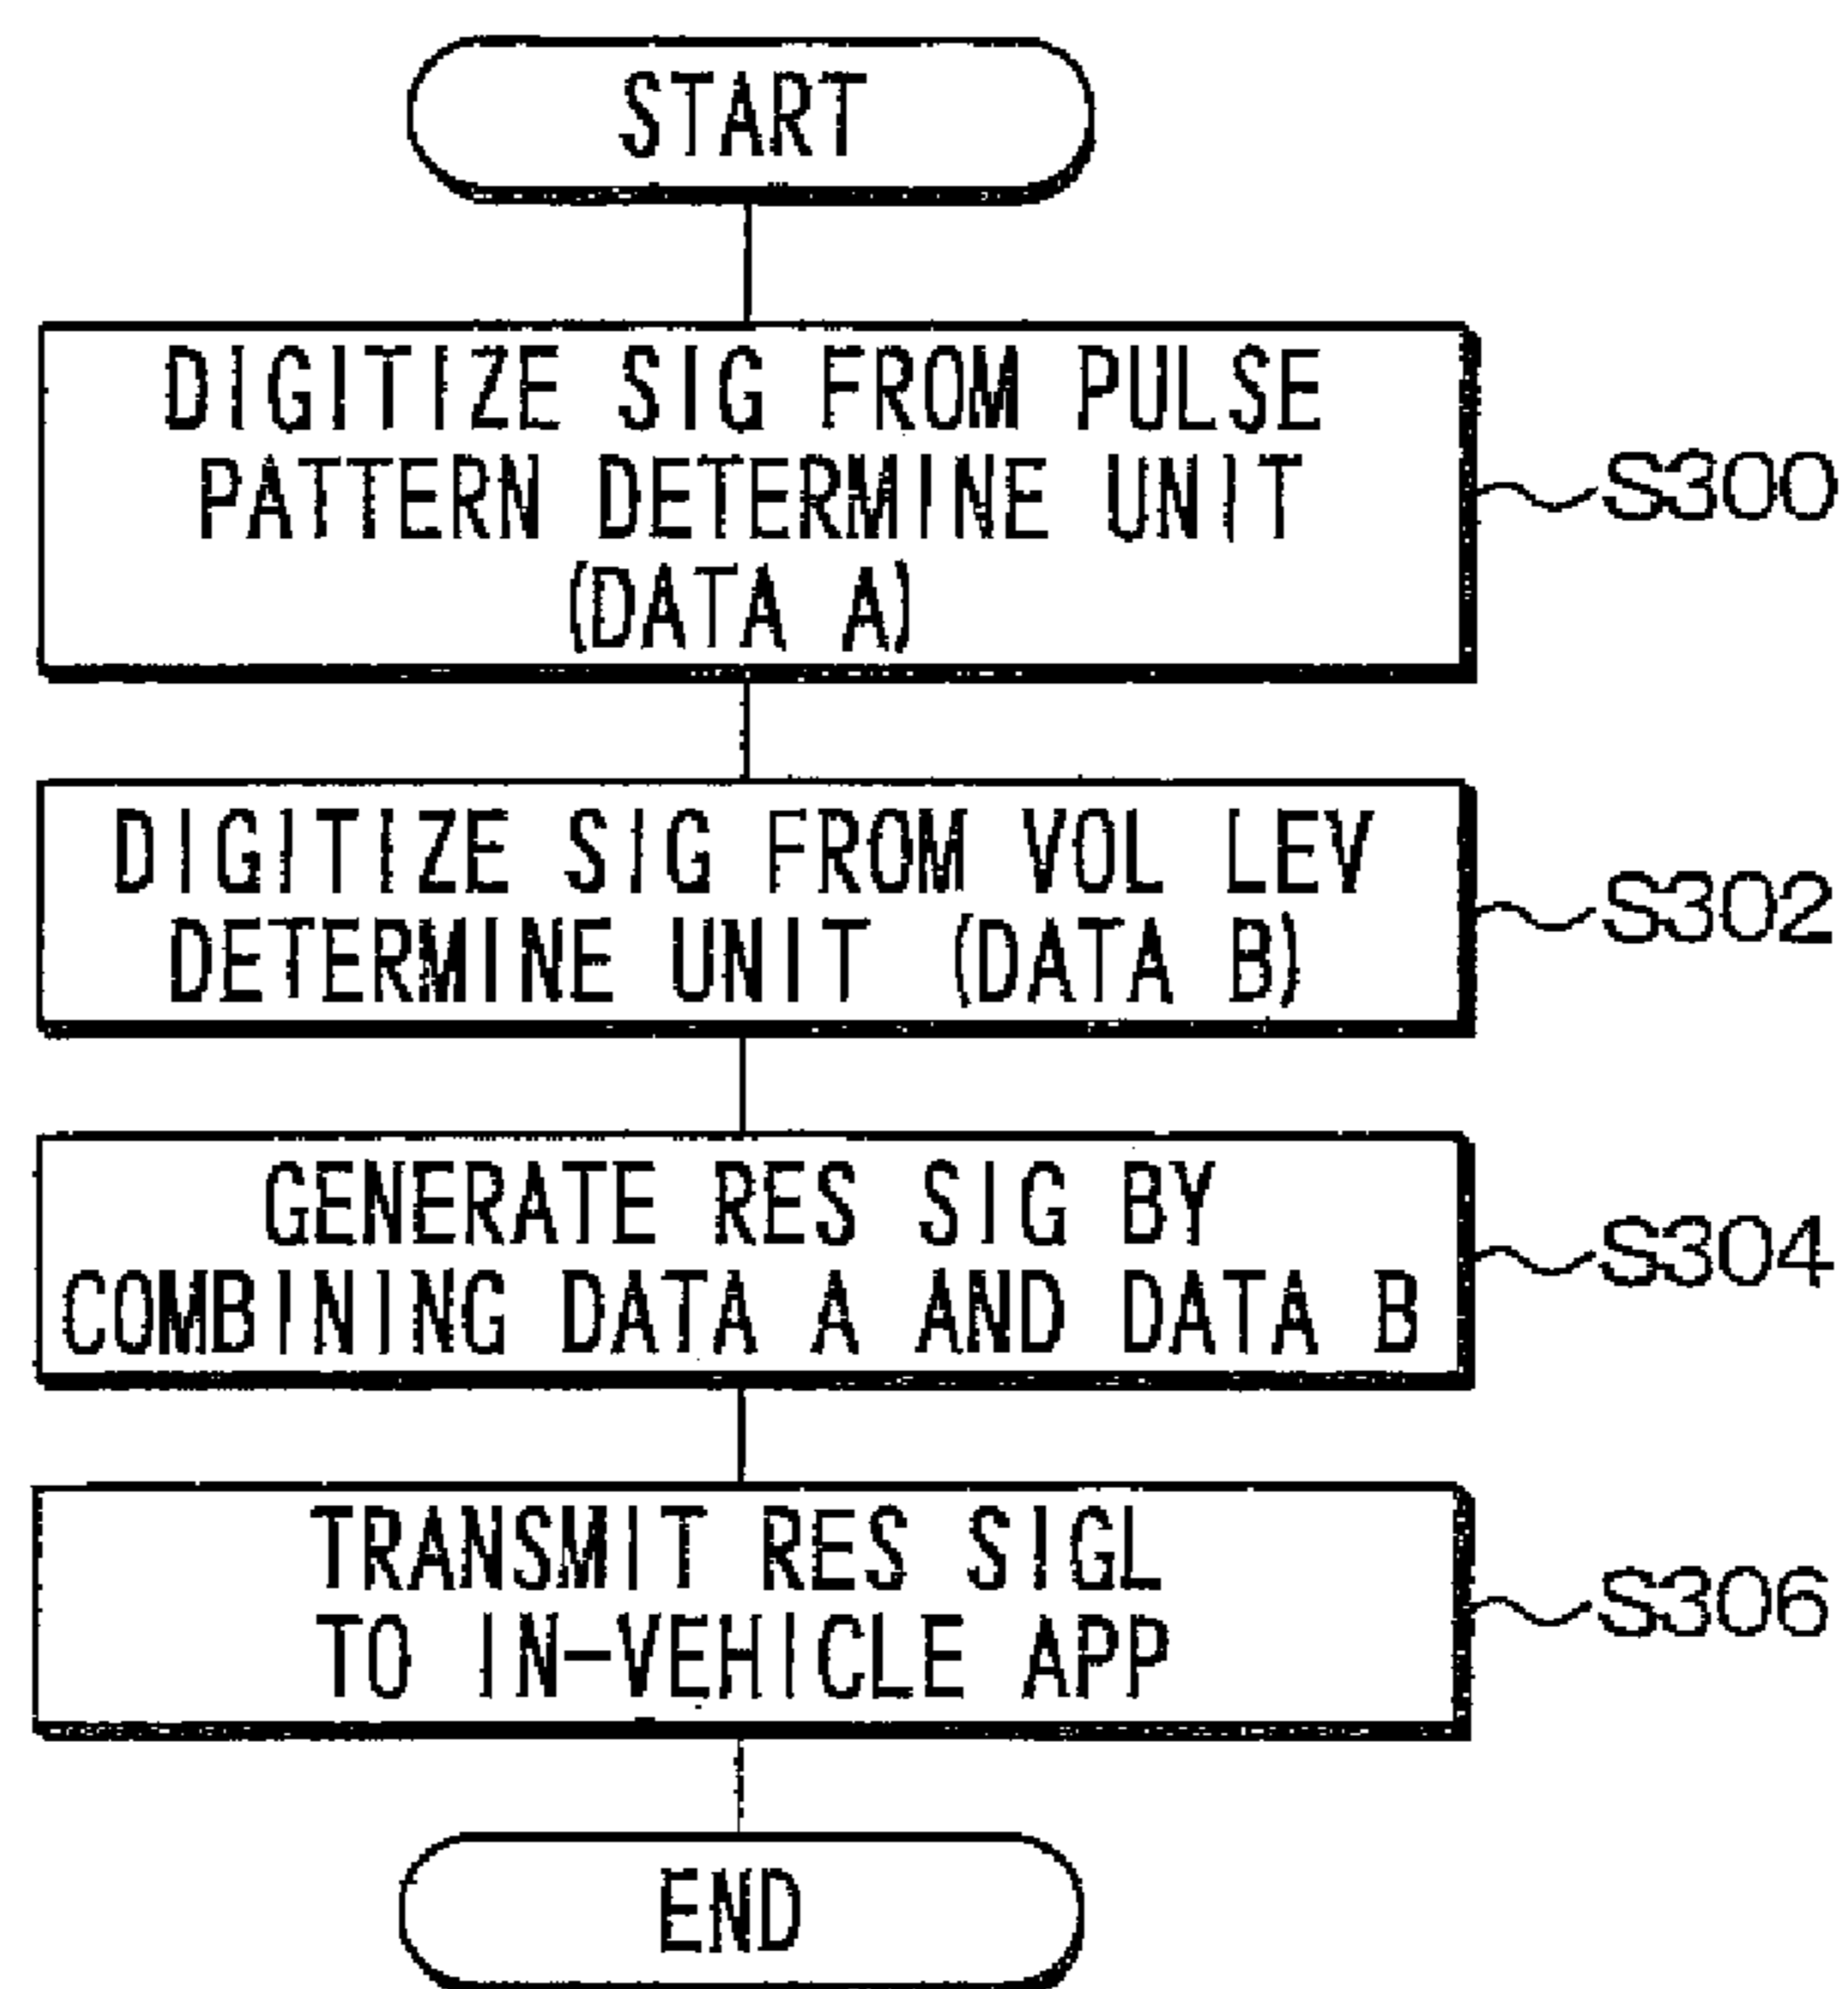 START
DIGITIZE SIG FROM PULSE
PATTERN DETERMINE UNIT
(DATA A)
S300
DIGITIZE SIG FROM VOL LEV
DETERMINE UNIT (DATA B)
S302
GENERATE RES SIG BY
COMBINING DATA A AND DATA B
S304
TRANSMIT RES SIGL
TO IN-VEHICLE APP
S306
END